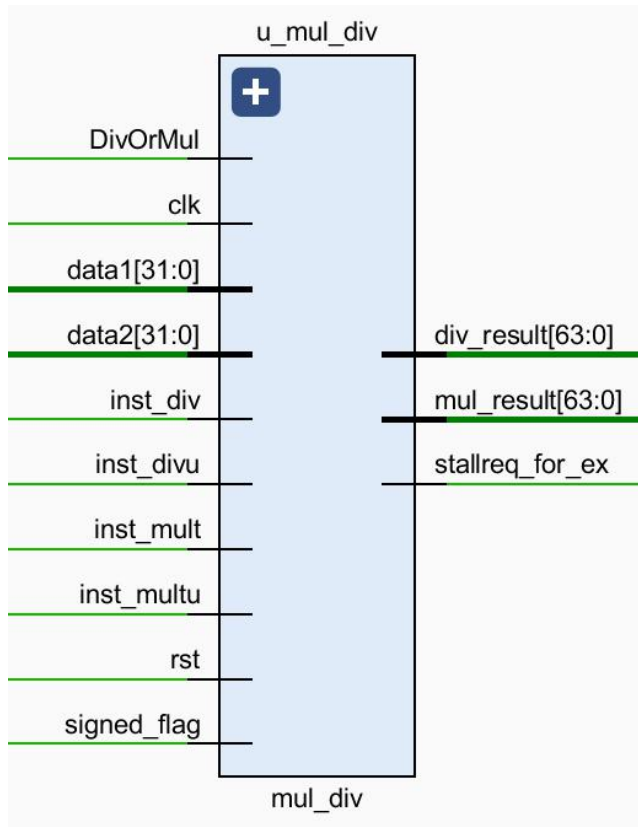 u_mul_div
DivOrMul
clk
data1[31:0]
data2[31:0]
div_result[63:0]
mul_result[63:0]
inst_div
inst_divu
stallreq_for_ex
inst_mult
inst_multu
rst
signed_flag
mul_div